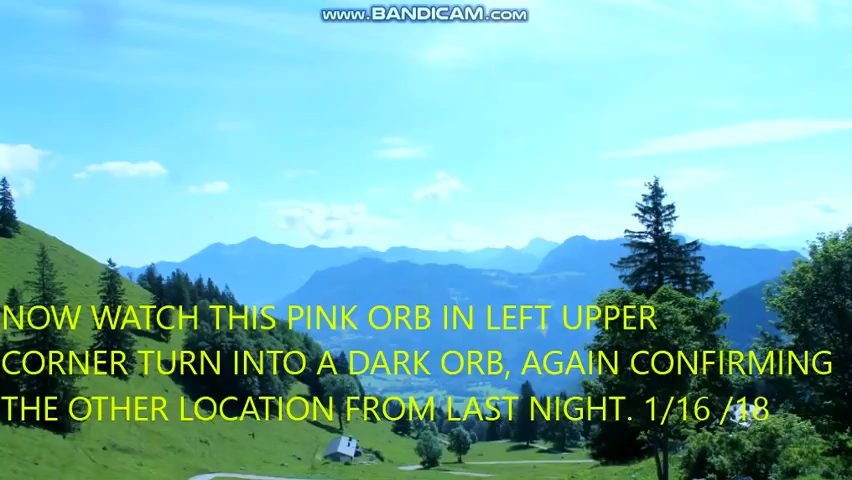 www.BANDICAM.com
NOW WATCH THIS PINK ORB IN LEFT UPPER
CORNER TURN INTO A DARK ORB, AGAIN CONFIRMING
THE OTHER LOCATION FROM LAST NIGHT. 1/16 /18